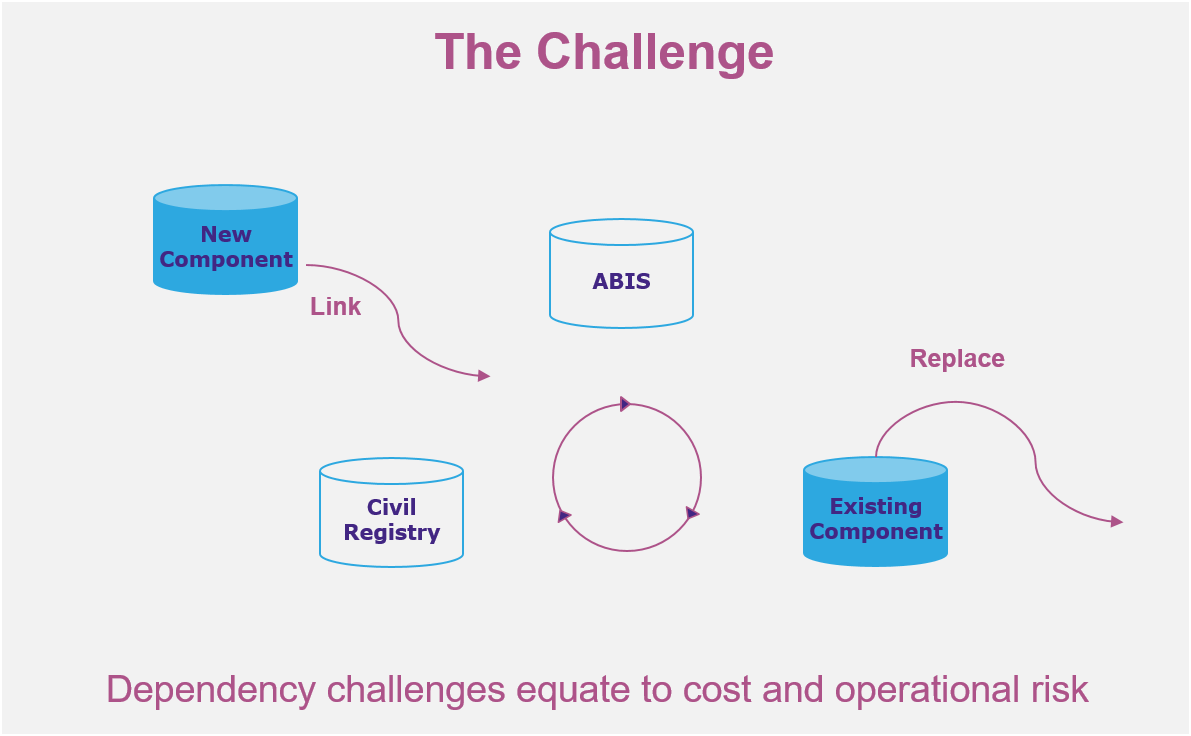 The Challenge
New
Component
Link
ABIS
Replace
Civil
Registry
Existing
Component
Dependency challenges equate to cost and operational risk